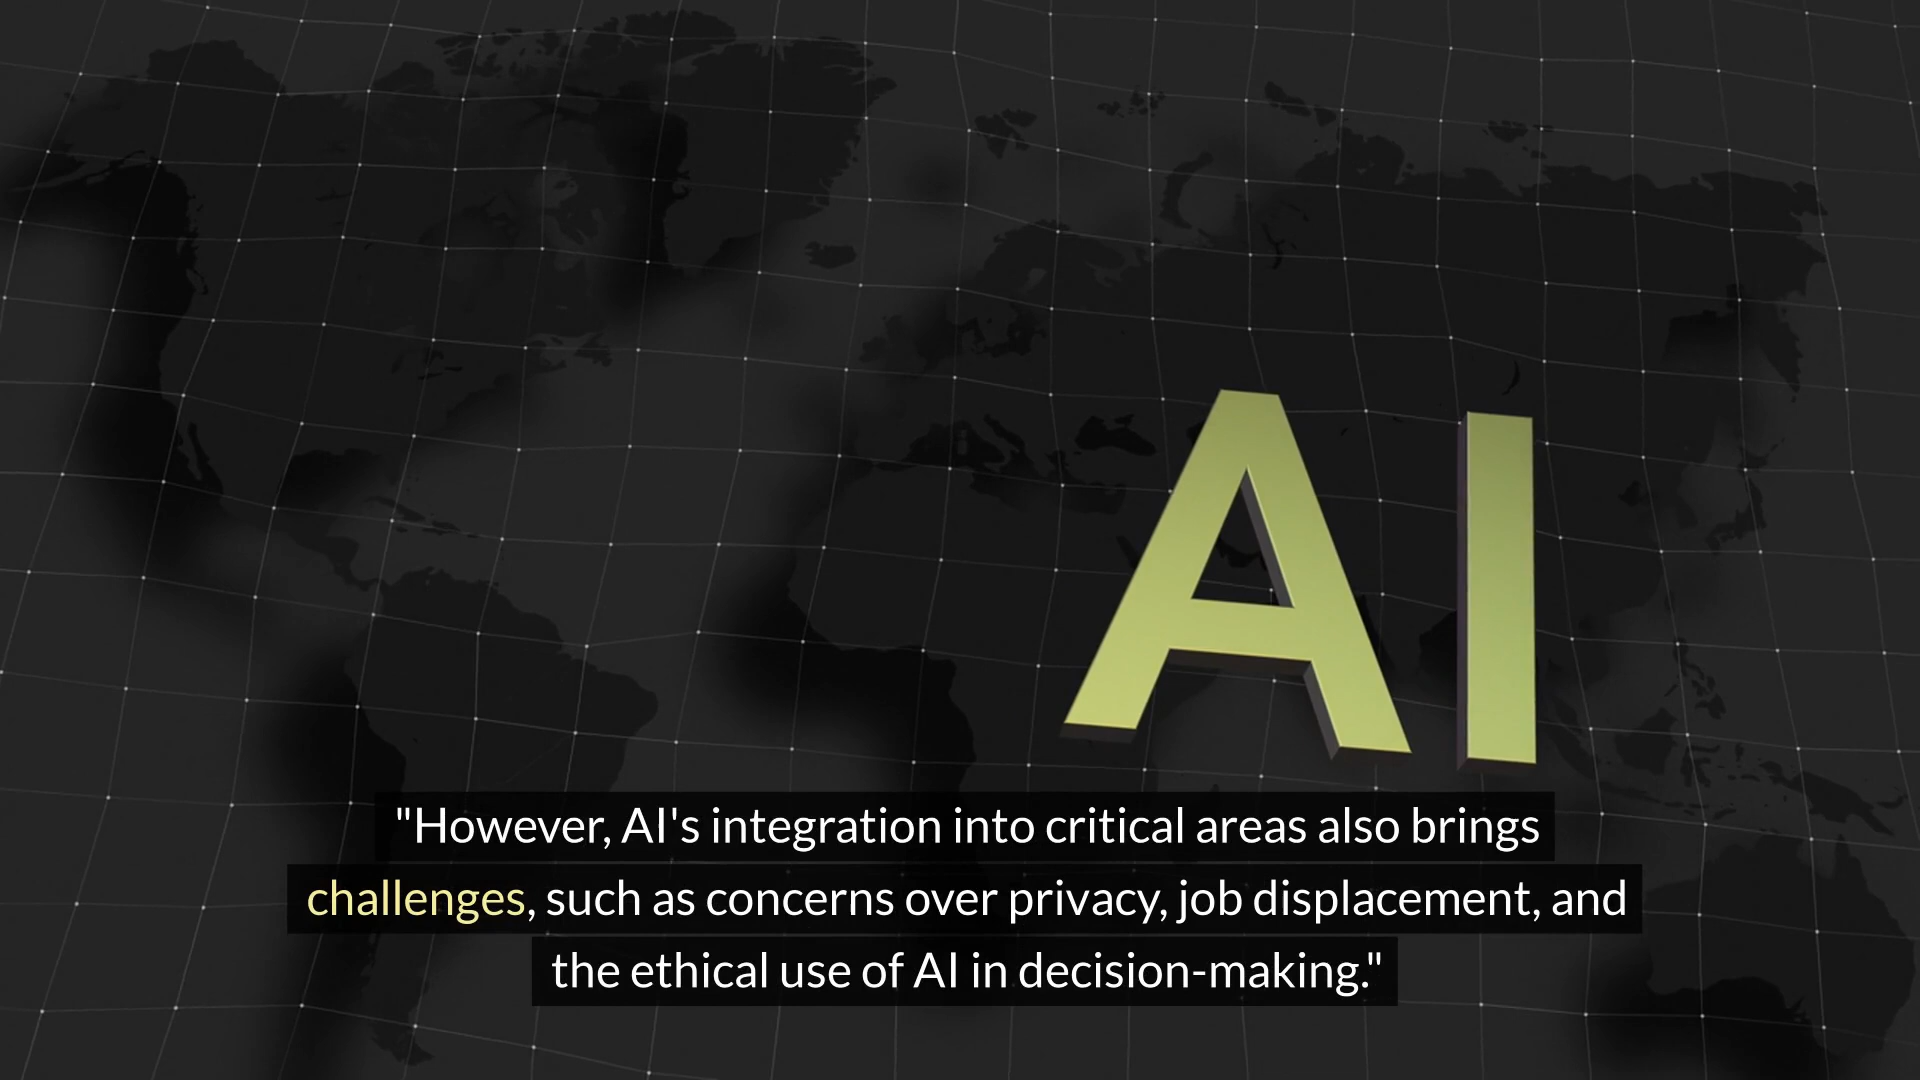 AI
"However, AI's integration into critical areas also brings
challenges, such as concerns over privacy, job displacement, and
the ethical use of AI in decision-making."